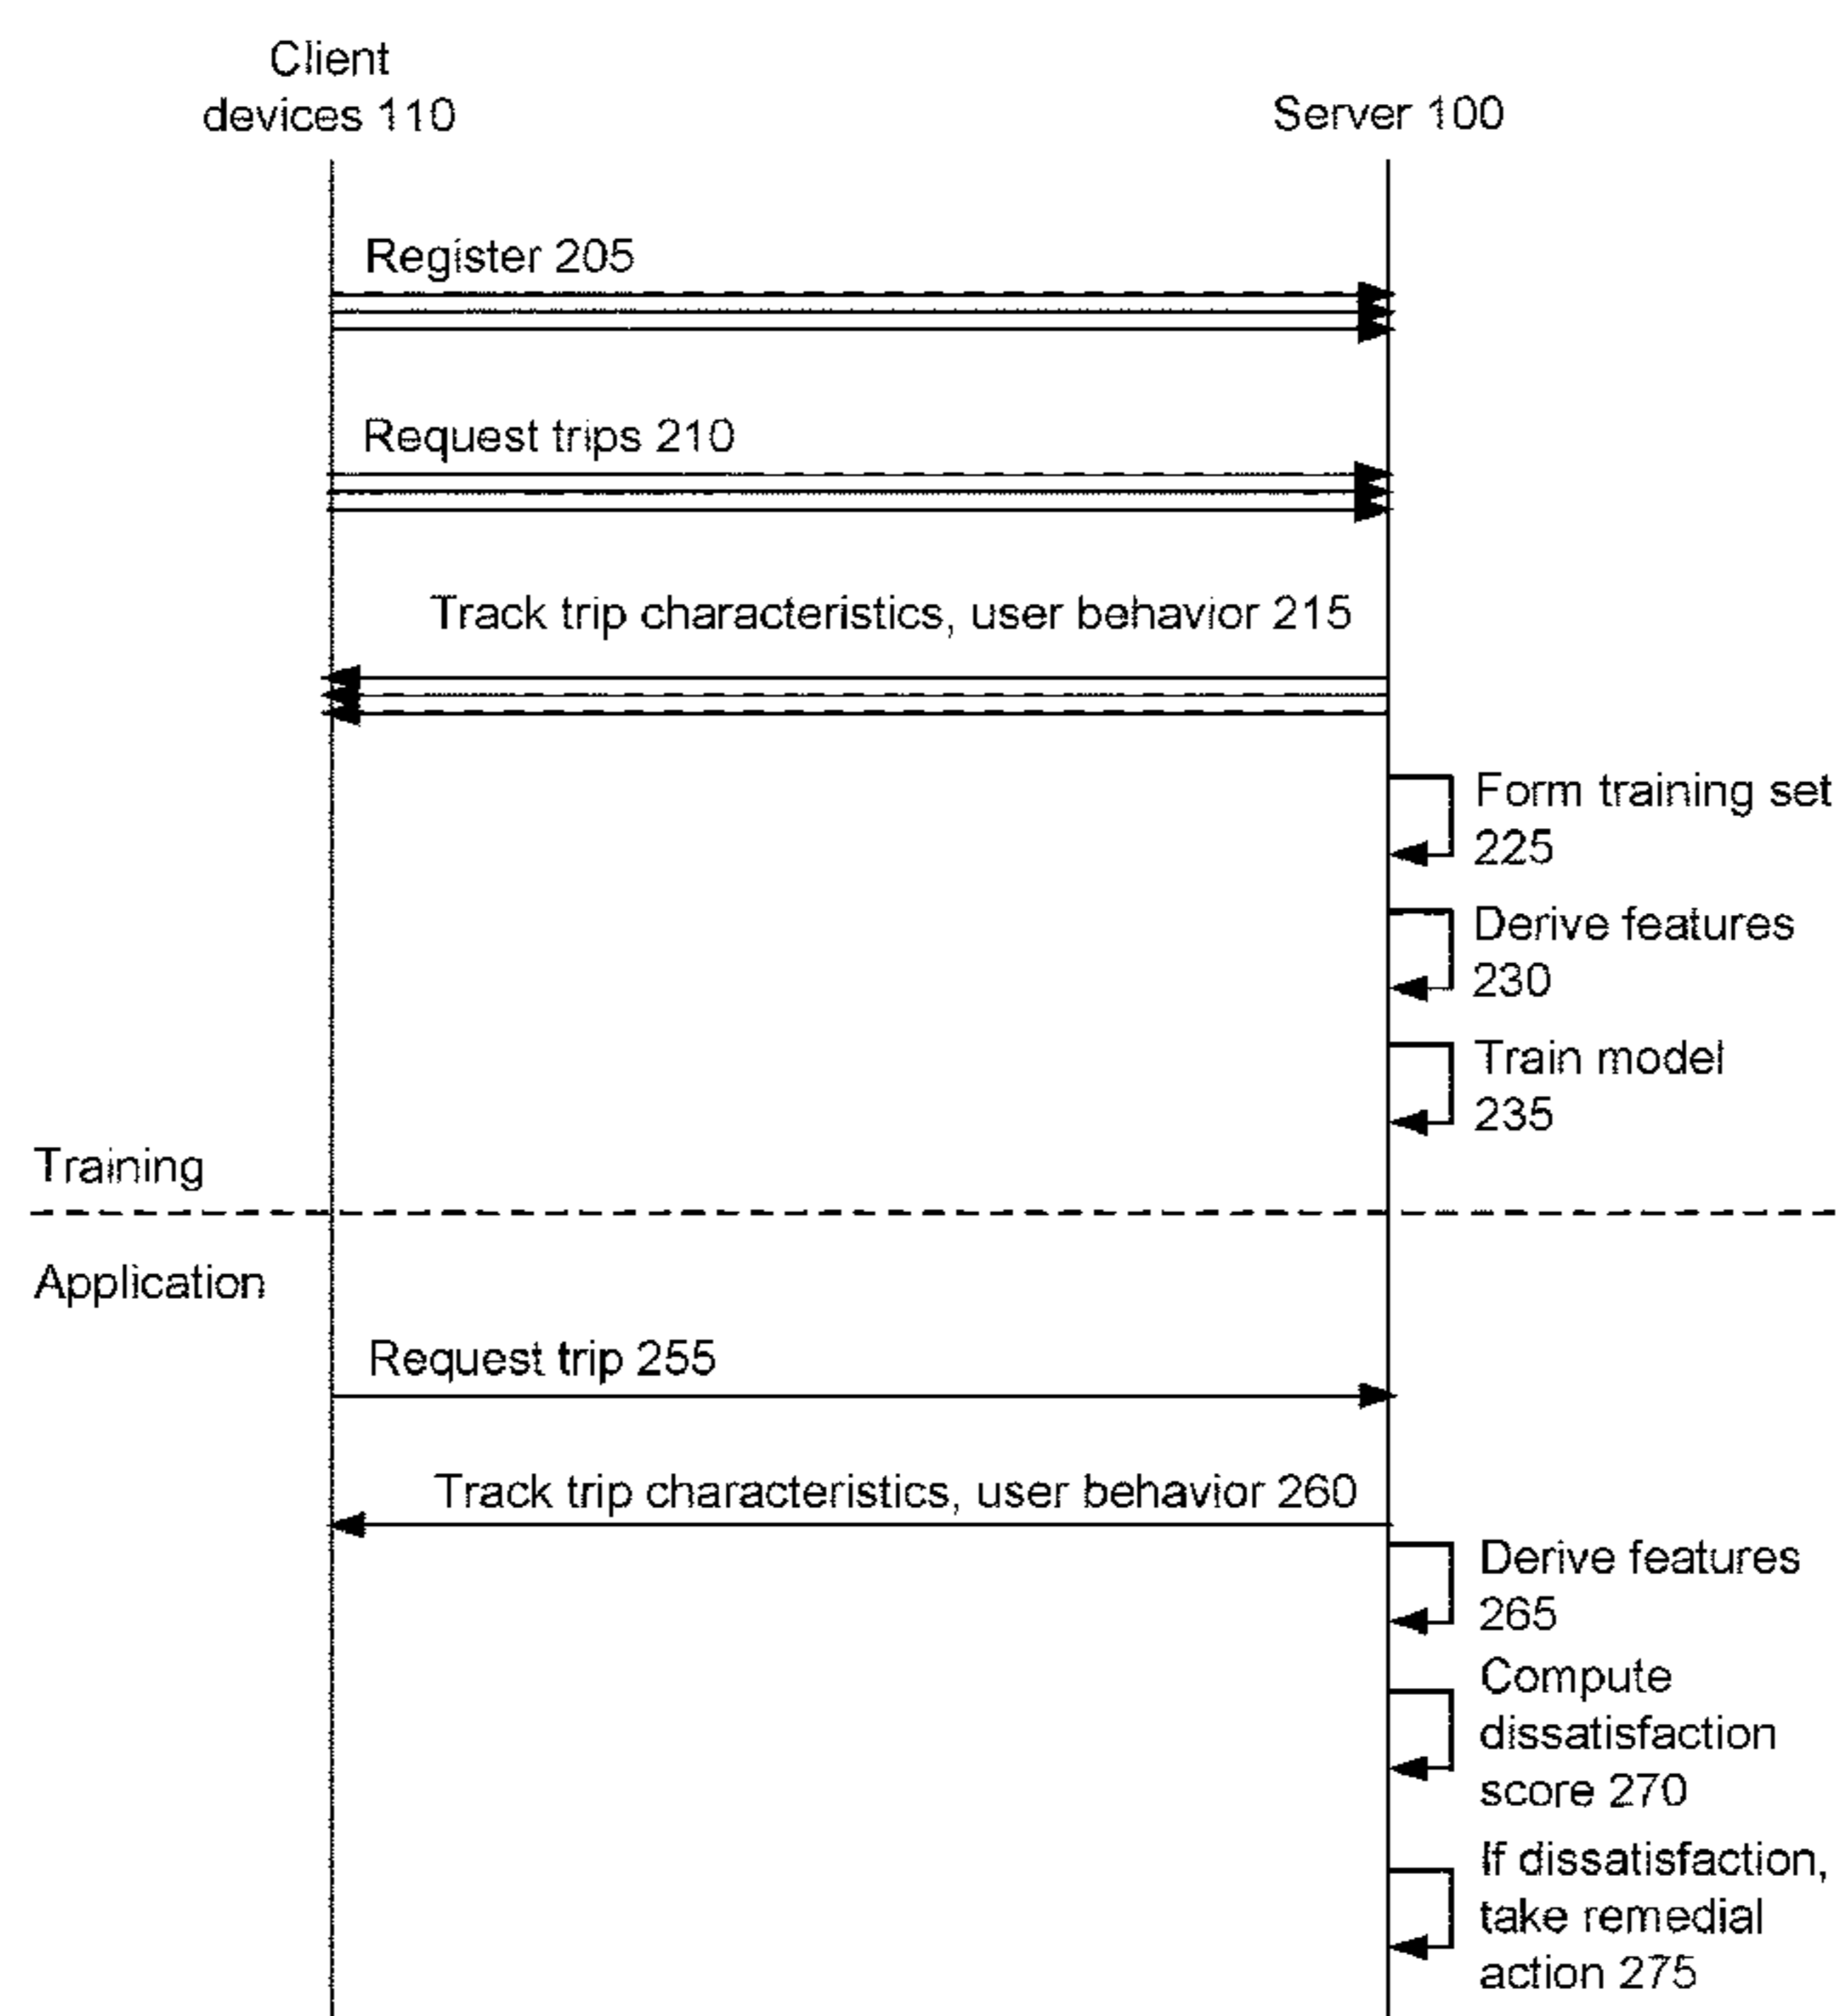 Client
devices 110
Server 100
Register 205
Request trips 210
Track trip characteristics, user behavior 215
Form training set
225
Derive features
230
Train model
235
Training
Application
Request trip 255
Track trip characteristics, user behavior 260
Derive features
265
Compute
dissatisfaction
score 270
If dissatisfaction,
take remedial
action 275